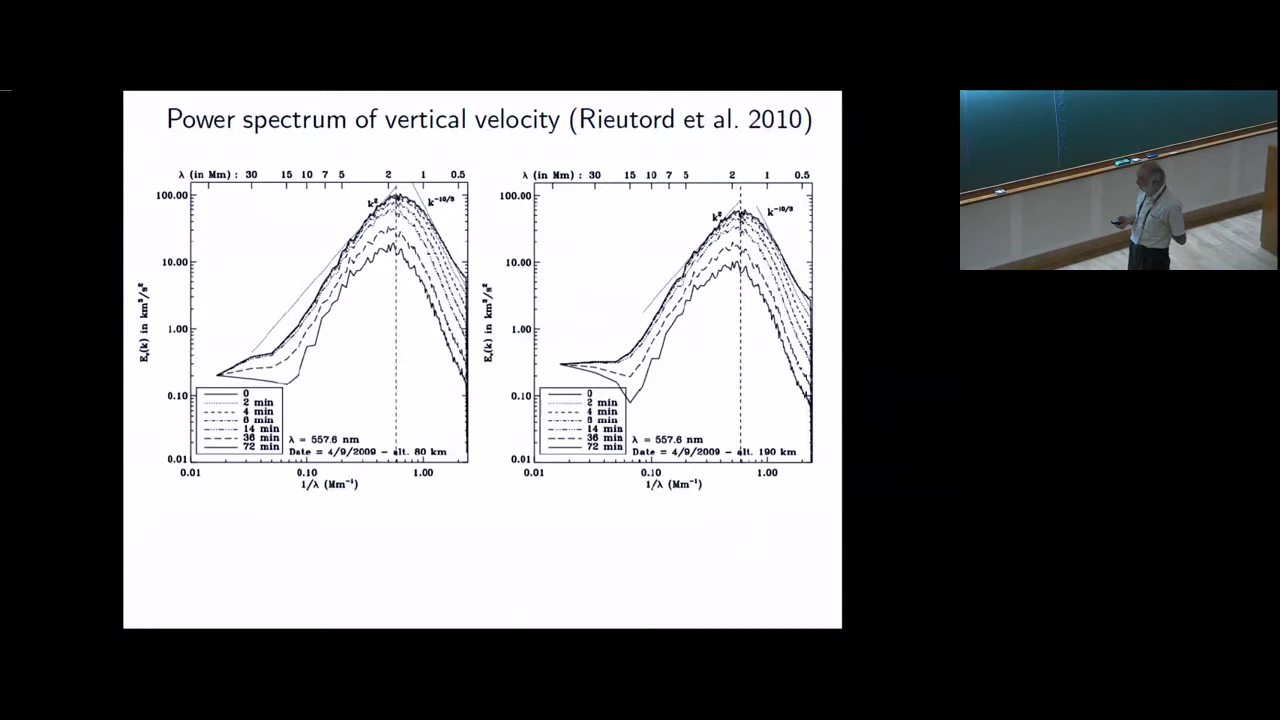 Power spectrum of vertical velocity (Rieutord et al. 2010)
λ (in Mm) : 30 15 10 7 5 2 1 0.5
100.00
10.00
1.00
0.10
0.01
E_v(k) in km³/s²
k²
k^-10/3
0
2 min
4 min
8 min
14 min
36 min
72 min
λ = 557.6 nm
Date = 4/9/2009 - alt. 80 km
0.01 0.10 1.00
1/λ (Mm⁻¹)
λ (in Mm) : 30 15 10 7 5 2 1 0.5
100.00
10.00
1.00
0.10
0.01
E_v(k) in km³/s²
k²
k^-10/3
0
2 min
4 min
8 min
14 min
36 min
72 min
λ = 557.6 nm
Date = 4/9/2009 - alt. 190 km
0.01 0.10 1.00
1/λ (Mm⁻¹)